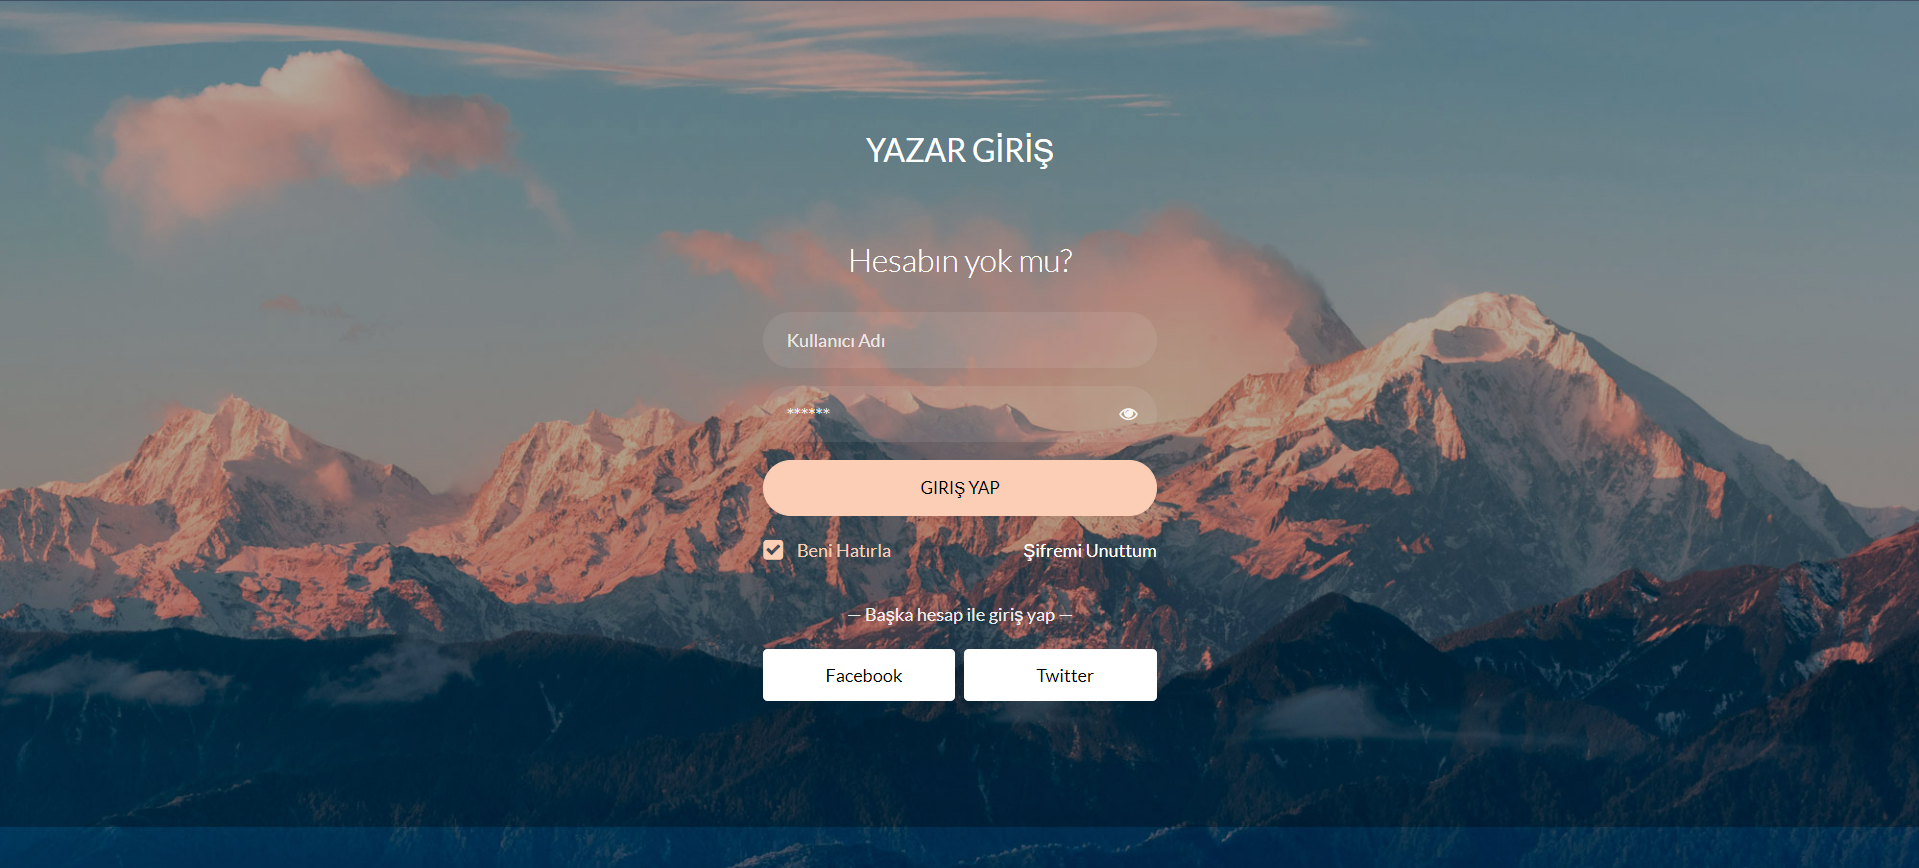 YAZAR GİRİŞ
Hesabın yok mu?
Kullanıcı Adı
******
GIRIŞ YAP
Beni Hatırla Şifremi Unuttum
— Başka hesap ile giriş yap —
Facebook Twitter